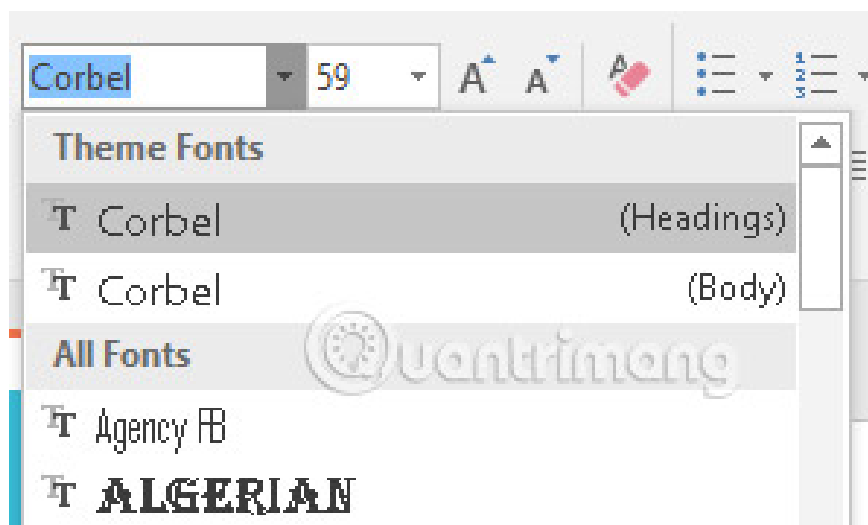 Corbel 59
Theme Fonts
Corbel (Headings)
Corbel (Body)
All Fonts
Quantrimang
Agency FB
ALGERIAN